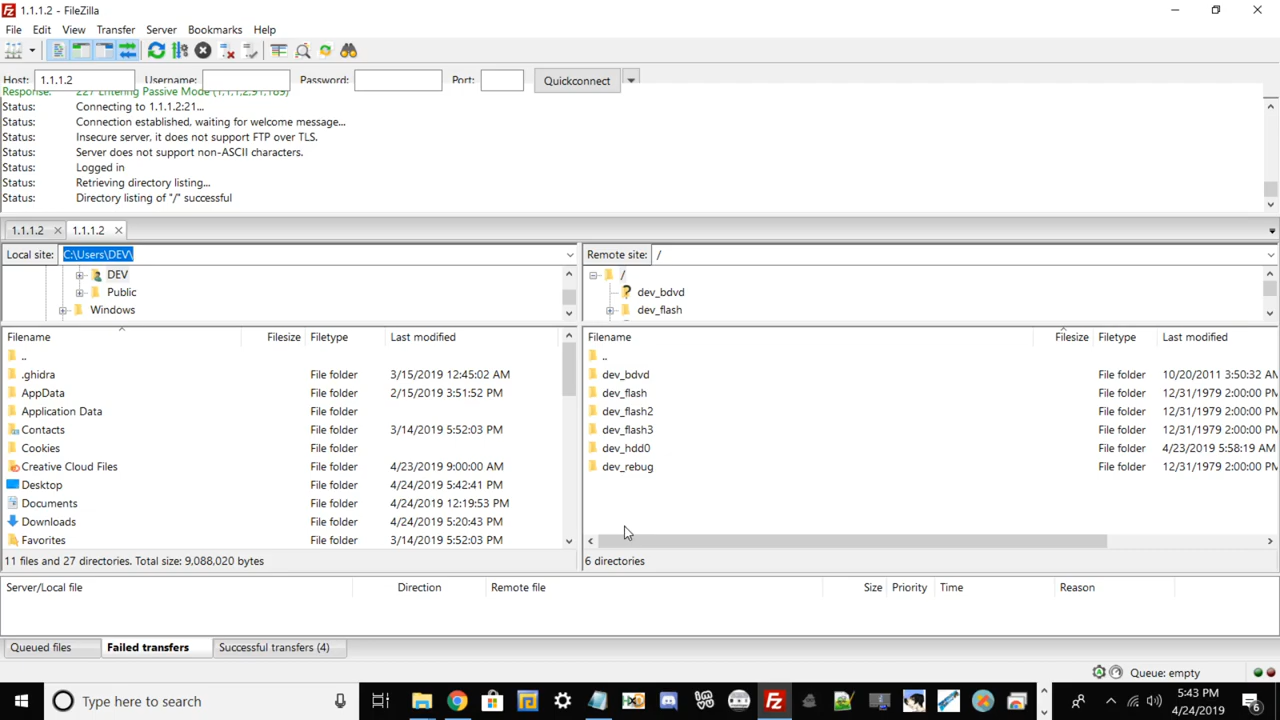 1.1.1.2 - FileZilla
File Edit View Transfer Server Bookmarks Help
Host: 1.1.1.2 Username: Password: Port: Quickconnect
Response: 227 Entering Passive Mode (1,1,1,2,91,189)
Status: Connecting to 1.1.1.2:21...
Status: Connection established, waiting for welcome message...
Status: Insecure server, it does not support FTP over TLS.
Status: Server does not support non-ASCII characters.
Status: Logged in
Status: Retrieving directory listing...
Status: Directory listing of "/" successful
1.1.1.2 1.1.1.2
Local site: C:\Users\DEV\
DEV
Public
Windows
Filename Filesize Filetype Last modified
..
.ghidra File folder 3/15/2019 12:45:02 AM
AppData File folder 2/15/2019 3:51:52 PM
Application Data File folder
Contacts File folder 3/14/2019 5:52:03 PM
Cookies File folder
Creative Cloud Files File folder 4/23/2019 9:00:00 AM
Desktop File folder 4/24/2019 5:42:41 PM
Documents File folder 4/24/2019 12:19:53 PM
Downloads File folder 4/24/2019 5:20:43 PM
Favorites File folder 3/14/2019 5:52:03 PM
11 files and 27 directories. Total size: 9,088,020 bytes
Remote site: /
/
dev_bdvd
dev_flash
Filename Filesize Filetype Last modified
..
dev_bdvd File folder 10/20/2011 3:50:32 AM
dev_flash File folder 12/31/1979 2:00:00 PM
dev_flash2 File folder 12/31/1979 2:00:00 PM
dev_flash3 File folder 12/31/1979 2:00:00 PM
dev_hdd0 File folder 4/23/2019 5:58:19 AM
dev_rebug File folder 12/31/1979 2:00:00 PM
6 directories
Server/Local file Direction Remote file Size Priority Time Reason
Queued files Failed transfers Successful transfers (4)
Queue: empty
Type here to search
5:43 PM
4/24/2019
6